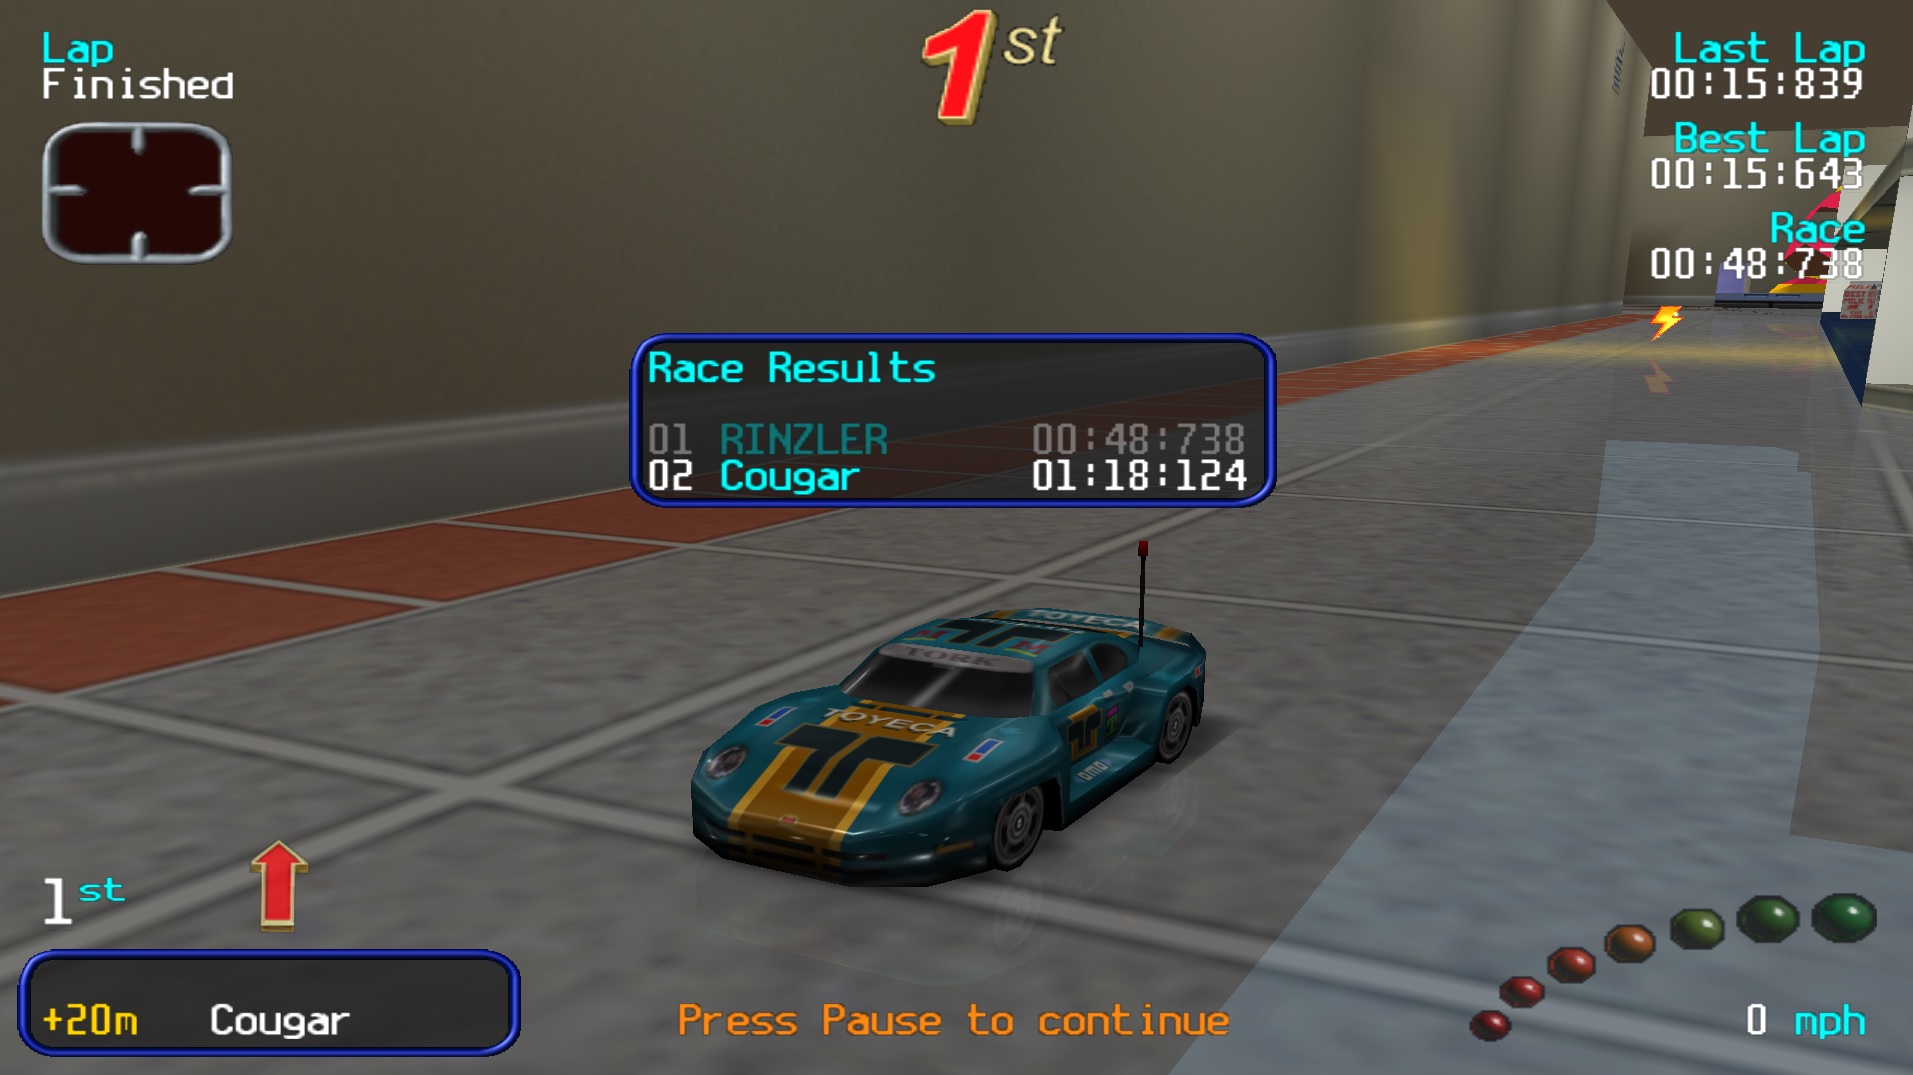 Lap
Finished
1st
Last Lap
00:15:839
Best Lap
00:15:643
Race
00:48:738
Race Results
01 RINZLER 00:48:738
02 Cougar 01:18:124
TOYECA
TORK
TOYECA
1st
+20m Cougar
Press Pause to continue
0 mph